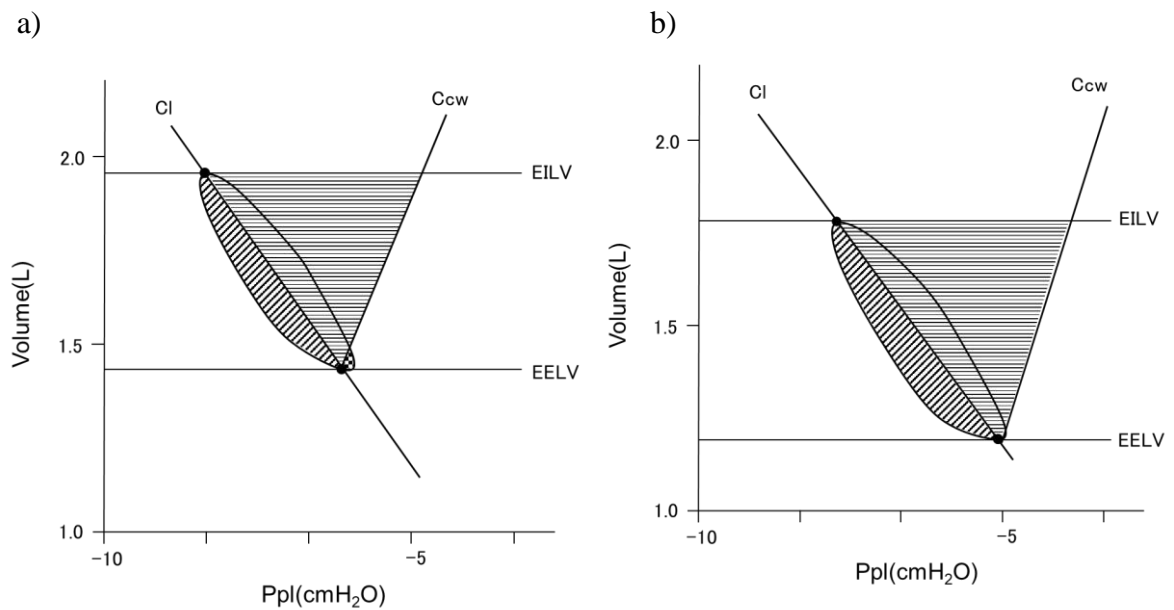 a)
Cl
Ccw
2.0
EILV
Volume(L)
1.5
EELV
1.0
−10
−5
Ppl(cmH₂O)
b)
Cl
Ccw
2.0
EILV
Volume(L)
1.5
EELV
1.0
−10
−5
Ppl(cmH₂O)